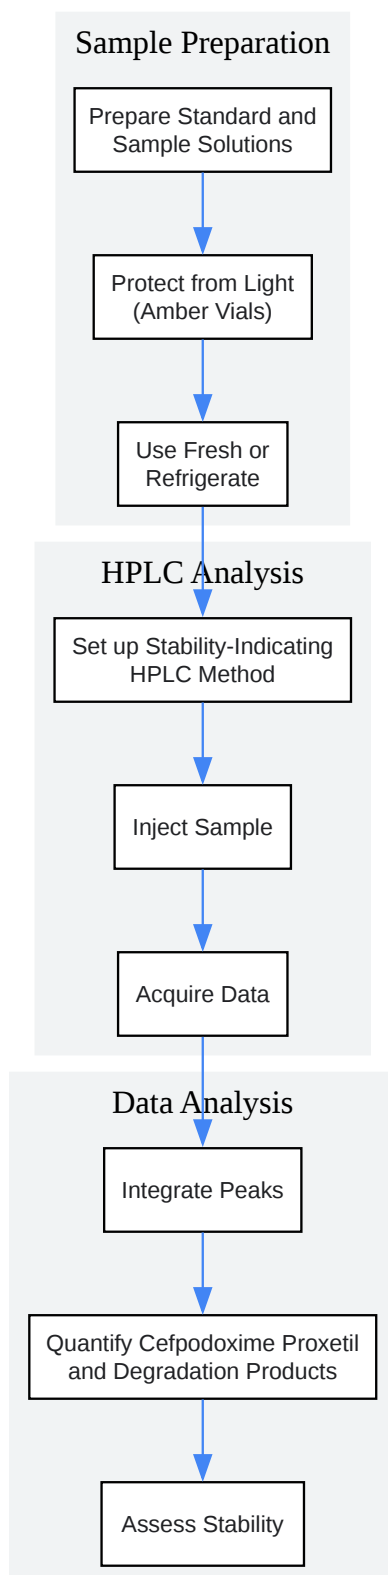 Sample Preparation
Prepare Standard and
Sample Solutions
Protect from Light
(Amber Vials)
Use Fresh or
Refrigerate
HPLC Analysis
Set up Stability-Indicating
HPLC Method
Inject Sample
Acquire Data
Data Analysis
Integrate Peaks
Quantify Cefpodoxime Proxetil
and Degradation Products
Assess Stability